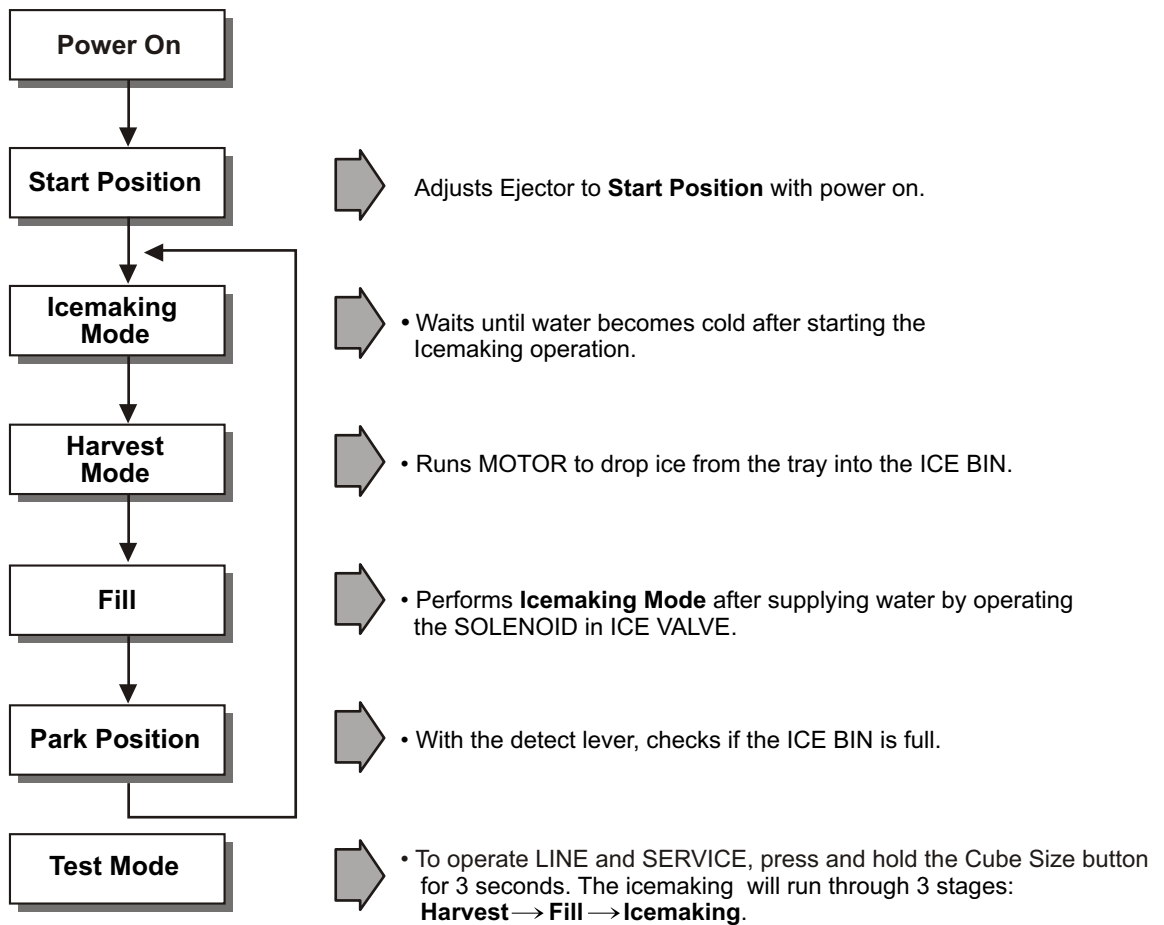 Power On
Start Position
Adjusts Ejector to Start Position with power on.
Icemaking
Mode
• Waits until water becomes cold after starting the
Icemaking operation.
Harvest
Mode
• Runs MOTOR to drop ice from the tray into the ICE BIN.
Fill
• Performs Icemaking Mode after supplying water by operating
the SOLENOID in ICE VALVE.
Park Position
• With the detect lever, checks if the ICE BIN is full.
Test Mode
• To operate LINE and SERVICE, press and hold the Cube Size button
for 3 seconds. The icemaking will run through 3 stages:
Harvest → Fill → Icemaking.